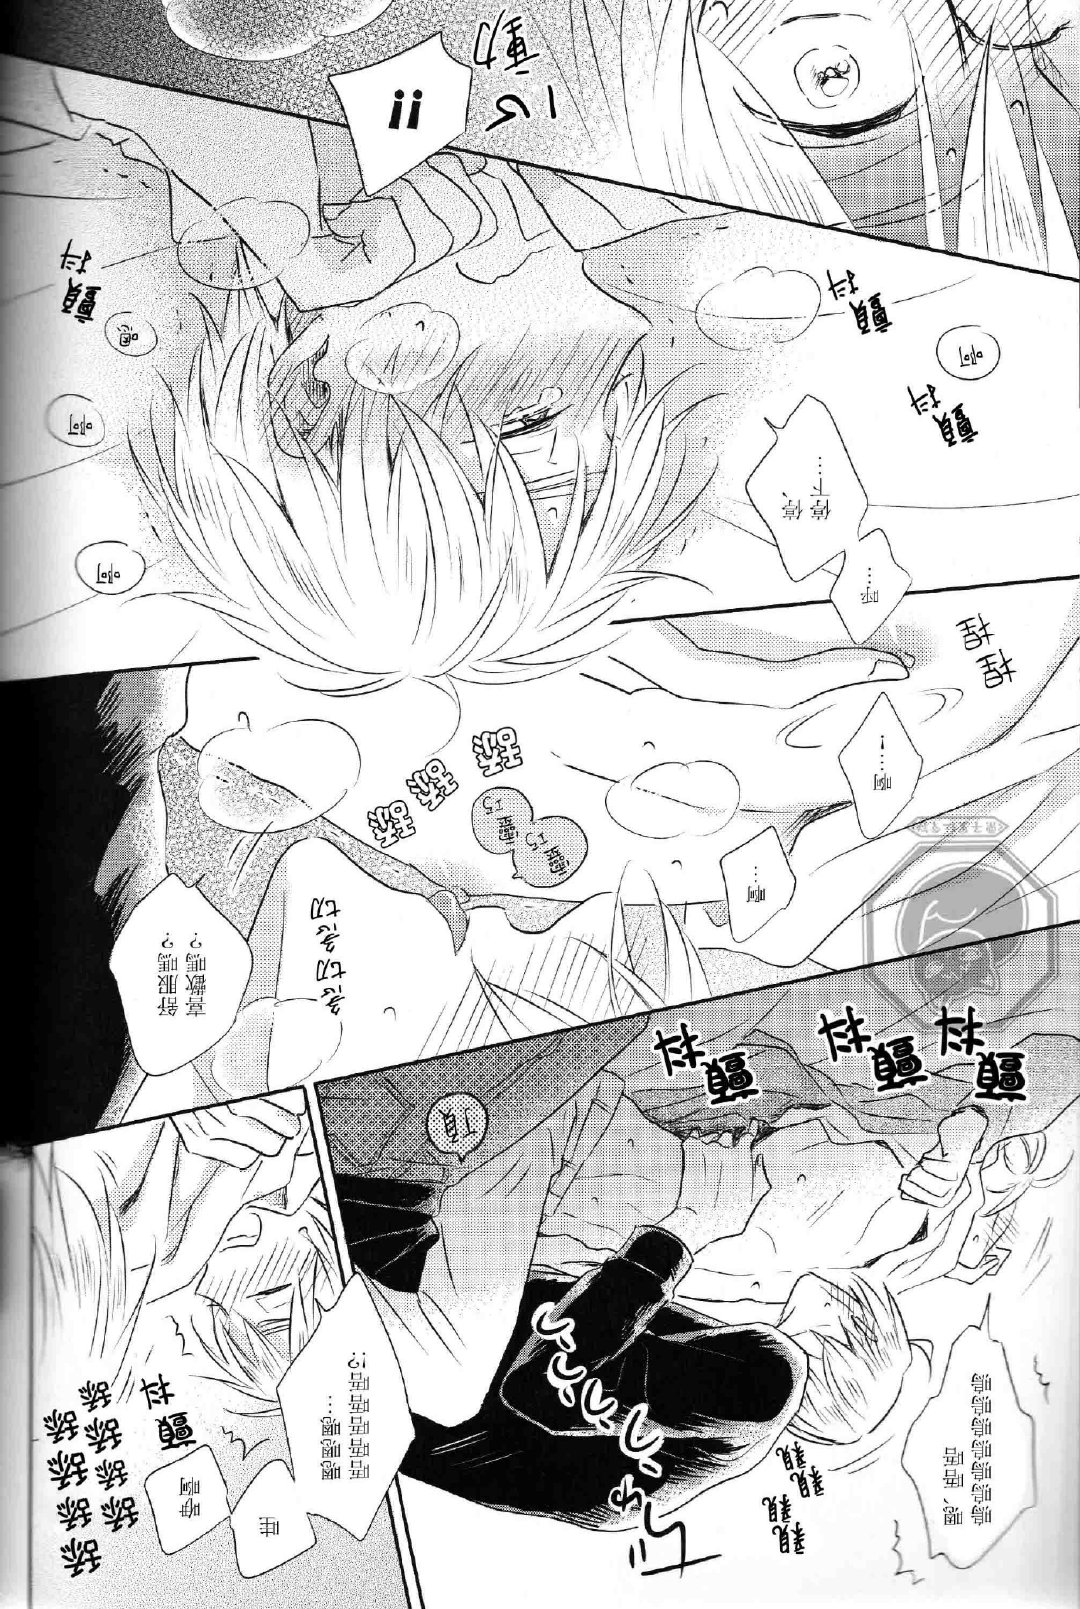 舔舔
舔舔舔
舔舔舔
舔
咿啊
哇
顫抖
嗯嗯嗯…
唔唔唔唔唔!?
親親
親親
ぢゅううううう
嗯、唔唔
嗚嗚嗚嗚嗚嗚嗚
頂
顫抖
顫抖
顫抖
舒服嗎?
喜歡嗎?
急切急切
靈巧
靈巧
舔舔舔
啊…
啊…!
捏捏
呼…
停、
停下…
啊
啊
嗯
顫抖
顫抖
啊
顫抖
!!
心動